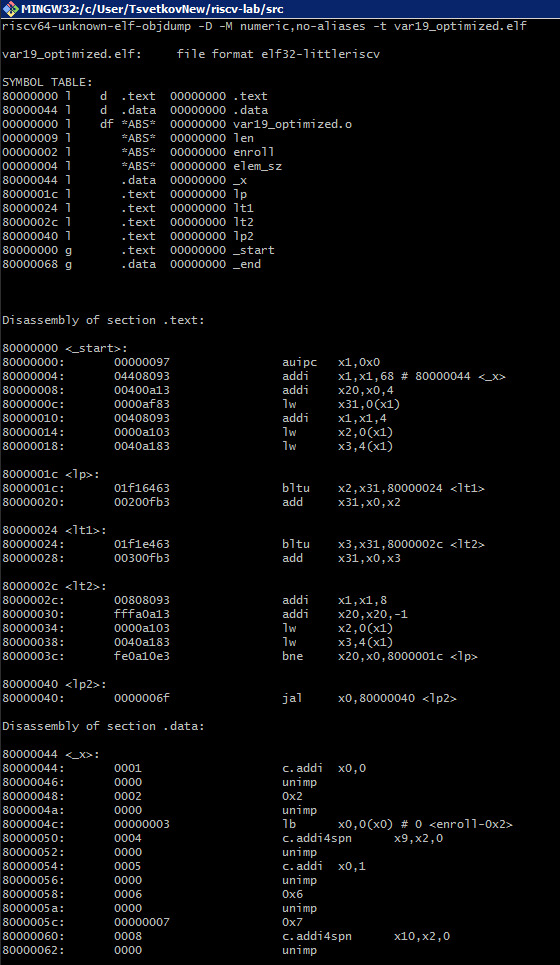 MINGW32:/c/User/TsvetkovNew/riscv-lab/src
riscv64-unknown-elf-objdump -D -M numeric,no-aliases -t var19_optimized.elf
var19_optimized.elf:     file format elf32-littleriscv
SYMBOL TABLE:
80000000 l    d  .text  00000000 .text
80000044 l    d  .data  00000000 .data
00000000 l    df *ABS*  00000000 var19_optimized.o
00000009 l       *ABS*  00000000 len
00000002 l       *ABS*  00000000 enroll
00000004 l       *ABS*  00000000 elem_sz
80000044 l       .data  00000000 _x
8000001c l       .text  00000000 lp
80000024 l       .text  00000000 lt1
8000002c l       .text  00000000 lt2
80000040 l       .text  00000000 lp2
80000000 g       .text  00000000 _start
80000068 g       .data  00000000 _end
Disassembly of section .text:
80000000 <_start>:
80000000:       00000097                auipc   x1,0x0
80000004:       04408093                addi    x1,x1,68 # 80000044 <_x>
80000008:       00400a13                addi    x20,x0,4
8000000c:       0000af83                lw      x31,0(x1)
80000010:       00408093                addi    x1,x1,4
80000014:       0000a103                lw      x2,0(x1)
80000018:       0040a183                lw      x3,4(x1)
8000001c <lp>:
8000001c:       01f16463                bltu    x2,x31,80000024 <lt1>
80000020:       00200fb3                add     x31,x0,x2
80000024 <lt1>:
80000024:       01f1e463                bltu    x3,x31,8000002c <lt2>
80000028:       00300fb3                add     x31,x0,x3
8000002c <lt2>:
8000002c:       00808093                addi    x1,x1,8
80000030:       fffa0a13                addi    x20,x20,-1
80000034:       0000a103                lw      x2,0(x1)
80000038:       0040a183                lw      x3,4(x1)
8000003c:       fe0a10e3                bne     x20,x0,8000001c <lp>
80000040 <lp2>:
80000040:       0000006f                jal     x0,80000040 <lp2>
Disassembly of section .data:
80000044 <_x>:
80000044:       0001                    c.addi  x0,0
80000046:       0000                    unimp
80000048:       0002                    0x2
8000004a:       0000                    unimp
8000004c:       00000003                lb      x0,0(x0) # 0 <enroll-0x2>
80000050:       0004                    c.addi4spn      x9,x2,0
80000052:       0000                    unimp
80000054:       0005                    c.addi  x0,1
80000056:       0000                    unimp
80000058:       0006                    0x6
8000005a:       0000                    unimp
8000005c:       00000007                0x7
80000060:       0008                    c.addi4spn      x10,x2,0
80000062:       0000                    unimp